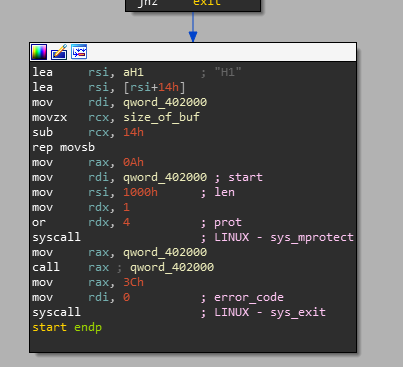 jnz exit
lea rsi, aH1 ; "H1"
lea rsi, [rsi+14h]
mov rdi, qword_402000
movzx rcx, size_of_buf
sub rcx, 14h
rep movsb
mov rax, 0Ah
mov rdi, qword_402000 ; start
mov rsi, 1000h ; len
mov rdx, 1
or rdx, 4 ; prot
syscall ; LINUX - sys_mprotect
mov rax, qword_402000
call rax ; qword_402000
mov rax, 3Ch
mov rdi, 0 ; error_code
syscall ; LINUX - sys_exit
start endp